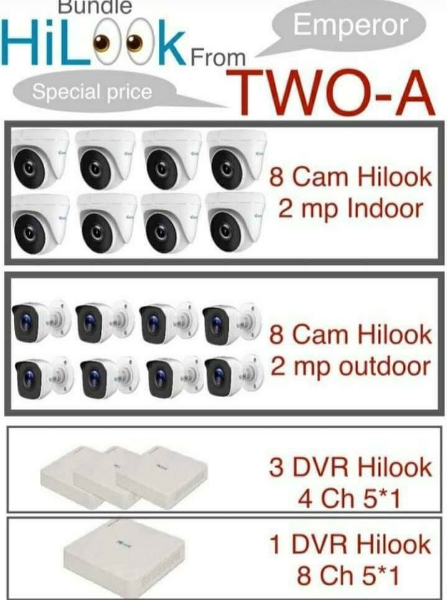 Bundle
HiLook From
Emperor
Special price
TWO-A
8 Cam Hilook
2 mp Indoor
8 Cam Hilook
2 mp outdoor
3 DVR Hilook
4 Ch 5*1
1 DVR Hilook
8 Ch 5*1